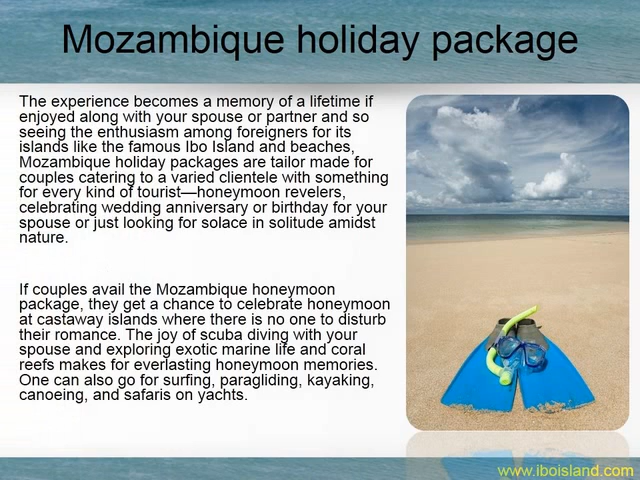 Mozambique holiday package
The experience becomes a memory of a lifetime if
enjoyed along with your spouse or partner and so
seeing the enthusiasm among foreigners for its
islands like the famous Ibo Island and beaches,
Mozambique holiday packages are tailor made for
couples catering to a varied clientele with something
for every kind of tourist—honeymoon revelers,
celebrating wedding anniversary or birthday for your
spouse or just looking for solace in solitude amidst
nature.
If couples avail the Mozambique honeymoon
package, they get a chance to celebrate honeymoon
at castaway islands where there is no one to disturb
their romance. The joy of scuba diving with your
spouse and exploring exotic marine life and coral
reefs makes for everlasting honeymoon memories.
One can also go for surfing, paragliding, kayaking,
canoeing, and safaris on yachts.
www.iboisland.com